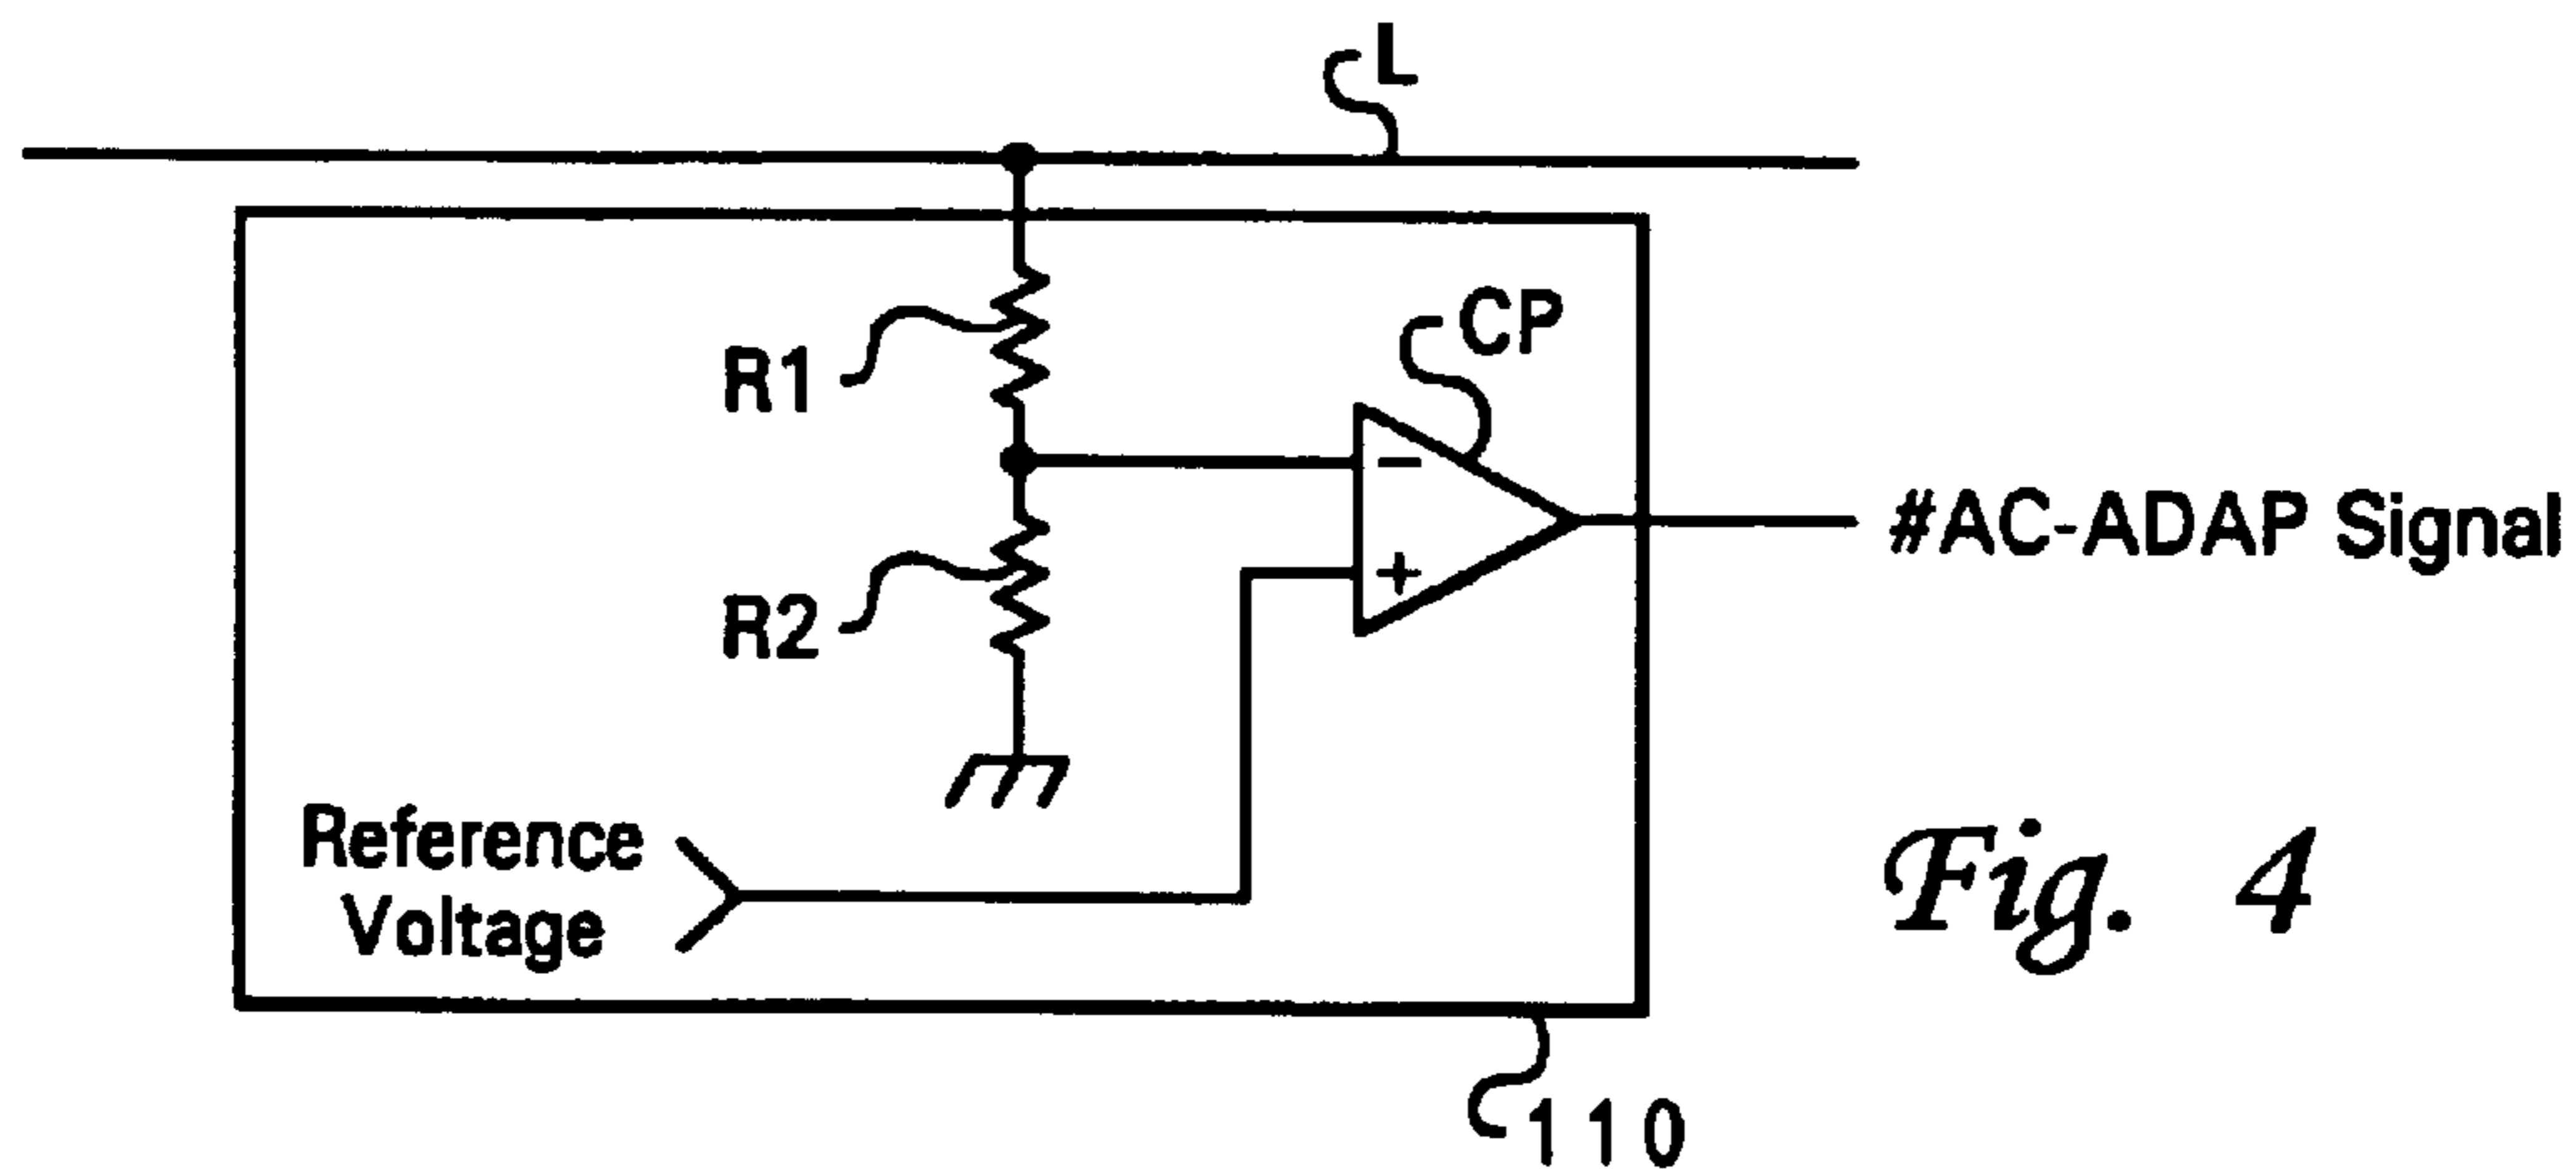 L
CP
R1
#AC-ADAP Signal
R2
Reference
Voltage
Fig. 4
110